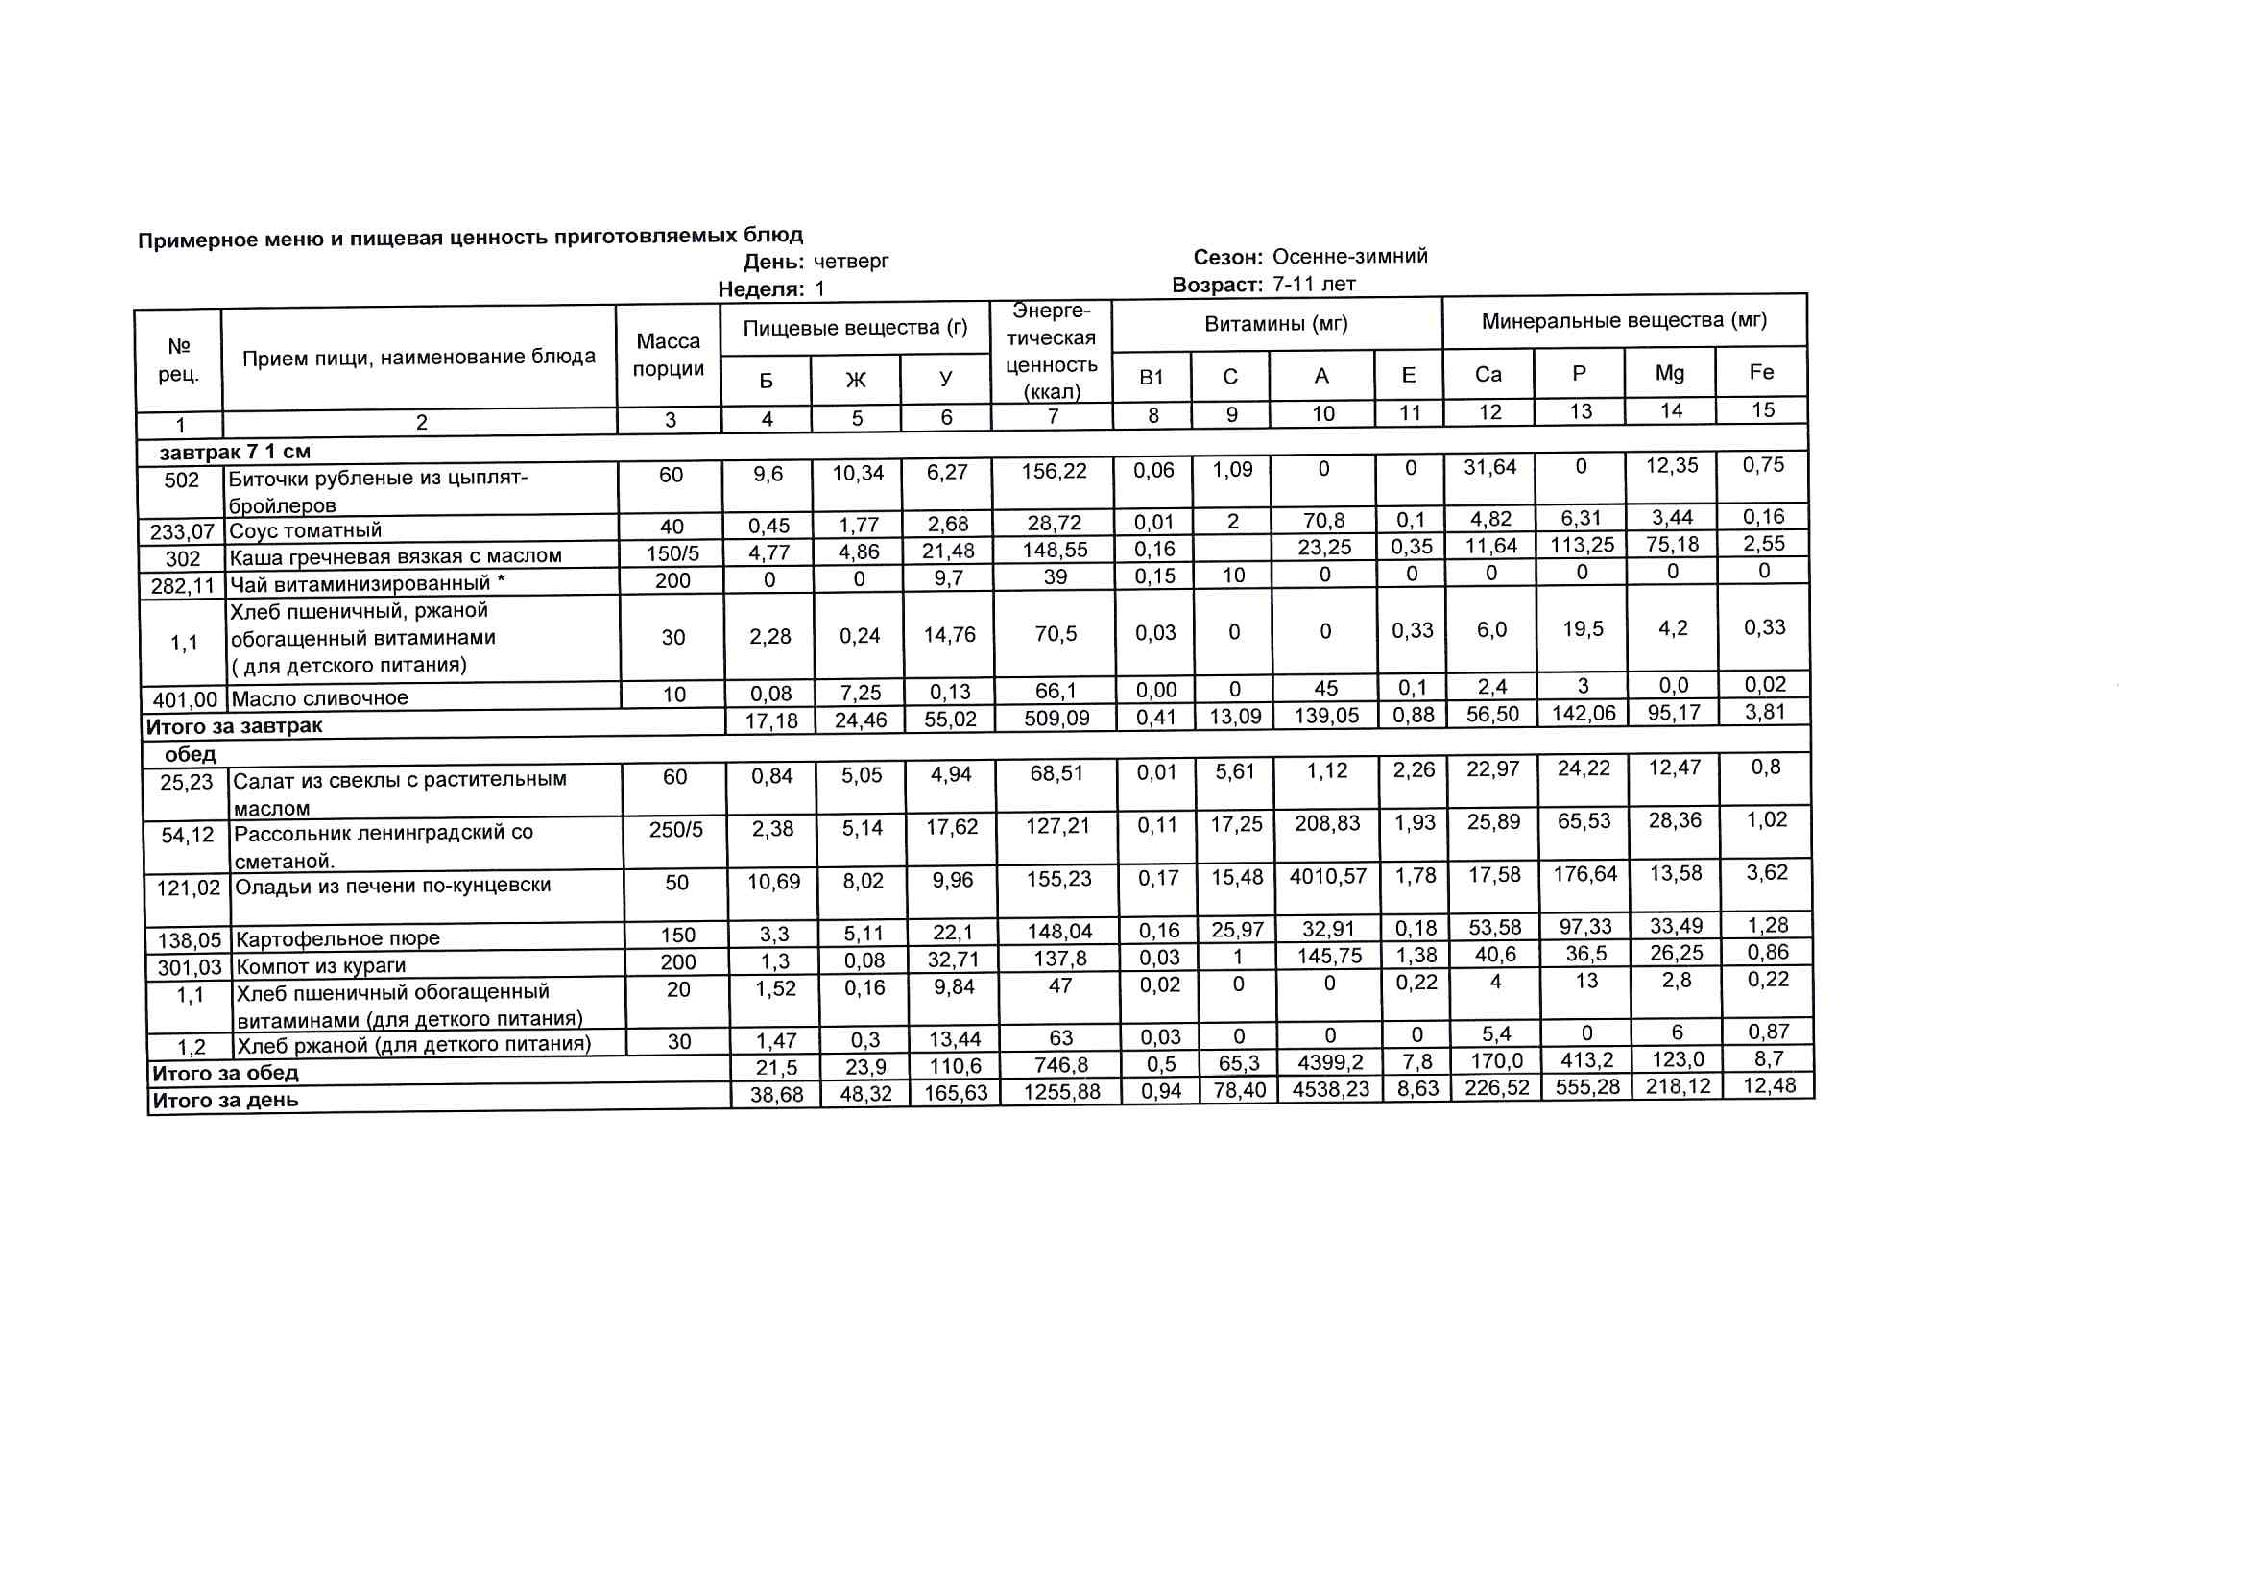 Примерное меню и пищевая ценность приготовляемых блюд
День: четверг Сезон: Осенне-зимний
Неделя: 1 Возраст: 7-11 лет
№ рец. Прием пищи, наименование блюда Масса порции Пищевые вещества (г) Энерге-тическая ценность (ккал) Витамины (мг) Минеральные вещества (мг)
Б Ж У В1 С А Е Ca P Mg Fe
1 2 3 4 5 6 7 8 9 10 11 12 13 14 15
завтрак 7 1 см
502 Биточки рубленые из цыплят- 60 9,6 10,34 6,27 156,22 0,06 1,09 0 0 31,64 0 12,35 0,75
бройлеров
233,07 Соус томатный 40 0,45 1,77 2,68 28,72 0,01 2 70,8 0,1 4,82 6,31 3,44 0,16
302 Каша гречневая вязкая с маслом 150/5 4,77 4,86 21,48 148,55 0,16 23,25 0,35 11,64 113,25 75,18 2,55
282,11 Чай витаминизированный * 200 0 0 9,7 39 0,15 10 0 0 0 0 0 0
Хлеб пшеничный, ржаной
1,1 обогащенный витаминами 30 2,28 0,24 14,76 70,5 0,03 0 0 0,33 6,0 19,5 4,2 0,33
( для детского питания)
401,00 Масло сливочное 10 0,08 7,25 0,13 66,1 0,00 0 45 0,1 2,4 3 0,0 0,02
Итого за завтрак 17,18 24,46 55,02 509,09 0,41 13,09 139,05 0,88 56,50 142,06 95,17 3,81
обед
25,23 Салат из свеклы с растительным 60 0,84 5,05 4,94 68,51 0,01 5,61 1,12 2,26 22,97 24,22 12,47 0,8
маслом
54,12 Рассольник ленинградский со 250/5 2,38 5,14 17,62 127,21 0,11 17,25 208,83 1,93 25,89 65,53 28,36 1,02
сметаной.
121,02 Оладьи из печени по-кунцевски 50 10,69 8,02 9,96 155,23 0,17 15,48 4010,57 1,78 17,58 176,64 13,58 3,62
138,05 Картофельное пюре 150 3,3 5,11 22,1 148,04 0,16 25,97 32,91 0,18 53,58 97,33 33,49 1,28
301,03 Компот из кураги 200 1,3 0,08 32,71 137,8 0,03 1 145,75 1,38 40,6 36,5 26,25 0,86
1,1 Хлеб пшеничный обогащенный 20 1,52 0,16 9,84 47 0,02 0 0 0,22 4 13 2,8 0,22
витаминами (для деткого питания)
1,2 Хлеб ржаной (для деткого питания) 30 1,47 0,3 13,44 63 0,03 0 0 0 5,4 0 6 0,87
Итого за обед 21,5 23,9 110,6 746,8 0,5 65,3 4399,2 7,8 170,0 413,2 123,0 8,7
Итого за день 38,68 48,32 165,63 1255,88 0,94 78,40 4538,23 8,63 226,52 555,28 218,12 12,48